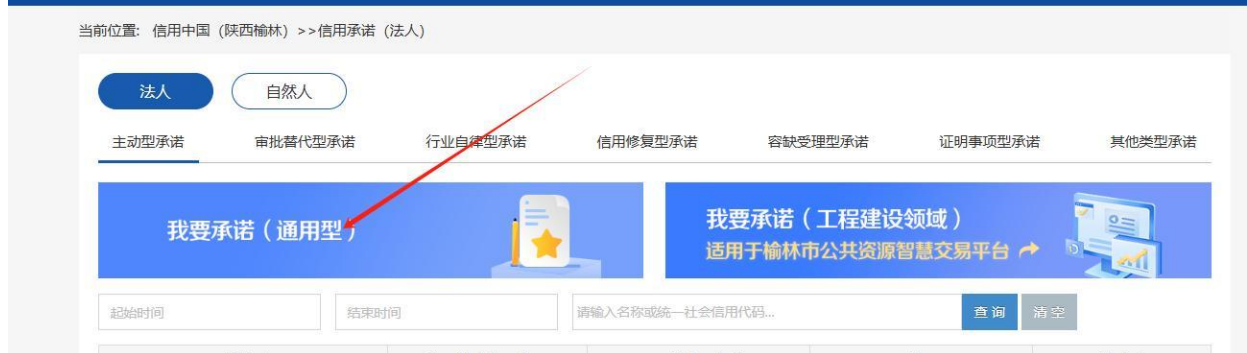 当前位置: 信用中国(陕西榆林)>>信用承诺(法人)
法人 自然人
主动型承诺 审批替代型承诺 行业自律型承诺 信用修复型承诺 容缺受理型承诺 证明事项型承诺 其他类型承诺
我要承诺(通用型) 我要承诺(工程建设领域)
适用于榆林市公共资源智慧交易平台
起始时间 结束时间 请输入名称或统一社会信用代码... 查询 清空